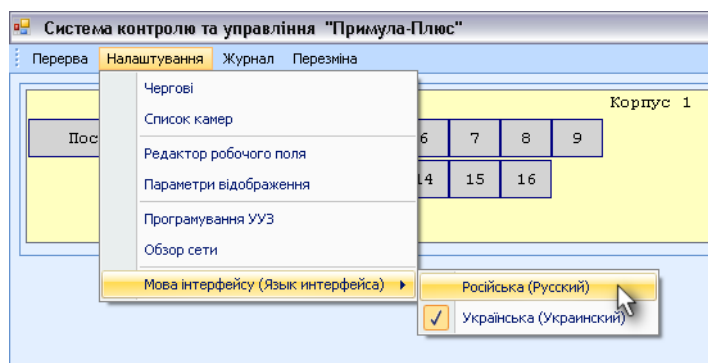 Система контролю та управління "Примула-Плюс"
Перерва Налаштування Журнал Перезміна
Чергові
Корпус 1
Список камер
Пос 6 7 8 9
Редактор робочого поля
Параметри відображення
14 15 16
Програмування УУЗ
Обзор сети
Мова інтерфейсу (Язык интерфейса)
Російська (Русский)
Українська (Украинский)